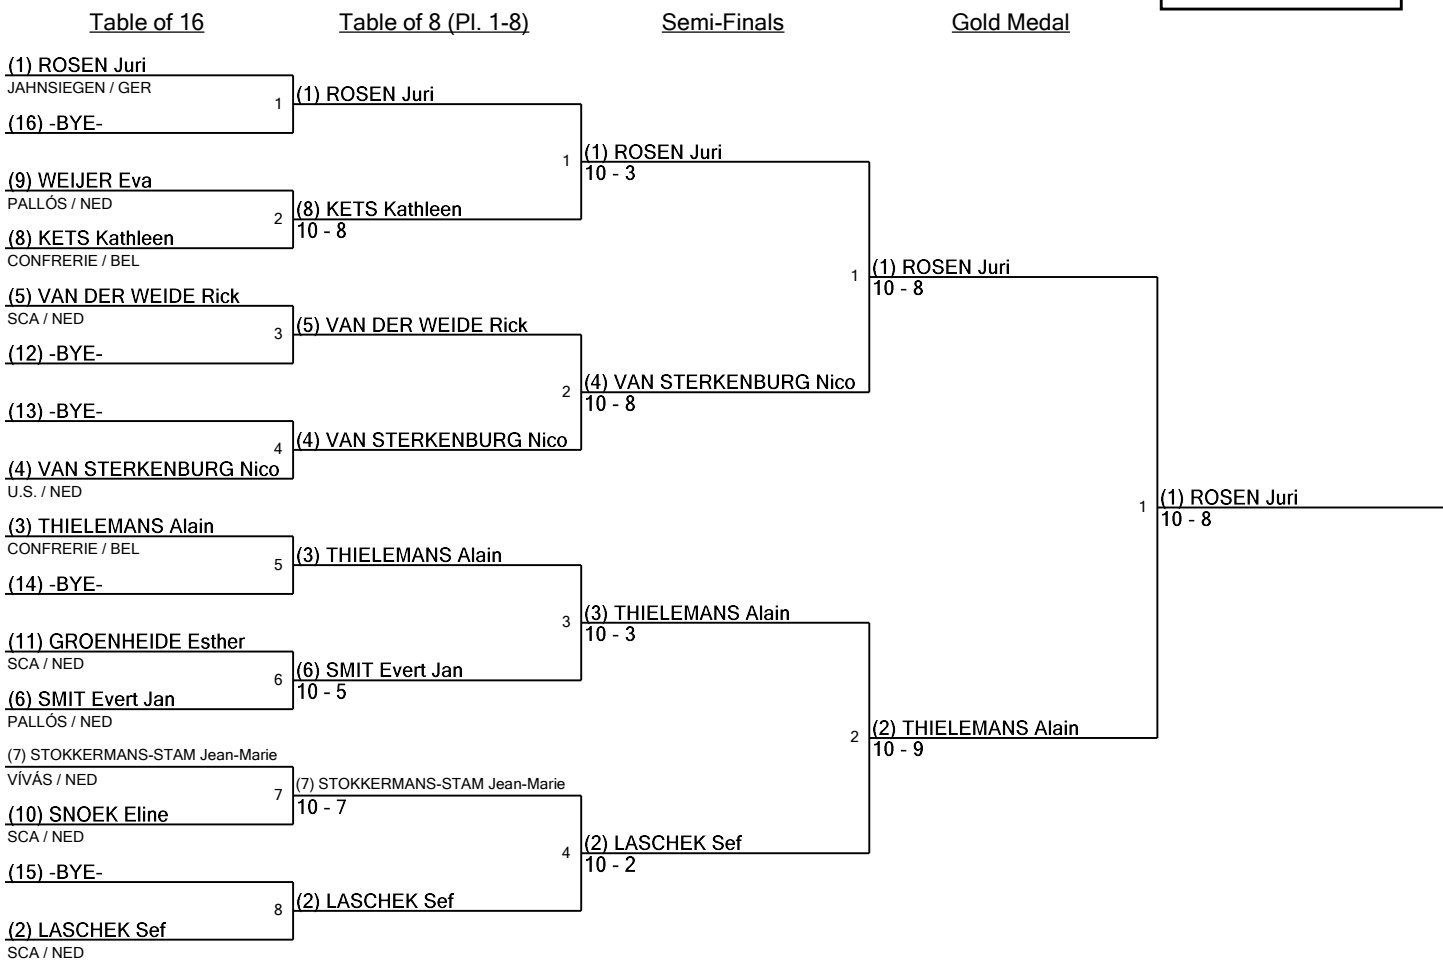 Table of 16
Table of 8 (Pl. 1-8)
Semi-Finals
Gold Medal
(1) ROSEN Juri
JAHNSIEGEN / GER
1
(16) -BYE-
(9) WEIJER Eva
PALLÓS / NED
2
(8) KETS Kathleen
CONFRERIE / BEL
(5) VAN DER WEIDE Rick
SCA / NED
3
(12) -BYE-
(13) -BYE-
4
(4) VAN STERKENBURG Nico
U.S. / NED
(3) THIELEMANS Alain
CONFRERIE / BEL
5
(14) -BYE-
(11) GROENHEIDE Esther
SCA / NED
6
(6) SMIT Evert Jan
PALLÓS / NED
(7) STOKKERMANS-STAM Jean-Marie
VÍVÁS / NED
7
(10) SNOEK Eline
SCA / NED
(15) -BYE-
8
(2) LASCHEK Sef
SCA / NED
(1) ROSEN Juri
1
(8) KETS Kathleen
10 - 8
(5) VAN DER WEIDE Rick
2
(4) VAN STERKENBURG Nico
(3) THIELEMANS Alain
3
(6) SMIT Evert Jan
10 - 5
(7) STOKKERMANS-STAM Jean-Marie
10 - 7
4
(2) LASCHEK Sef
(1) ROSEN Juri
10 - 3
1
(4) VAN STERKENBURG Nico
10 - 8
(3) THIELEMANS Alain
10 - 3
2
(2) LASCHEK Sef
10 - 2
(1) ROSEN Juri
10 - 8
1
(2) THIELEMANS Alain
10 - 9
(1) ROSEN Juri
10 - 8